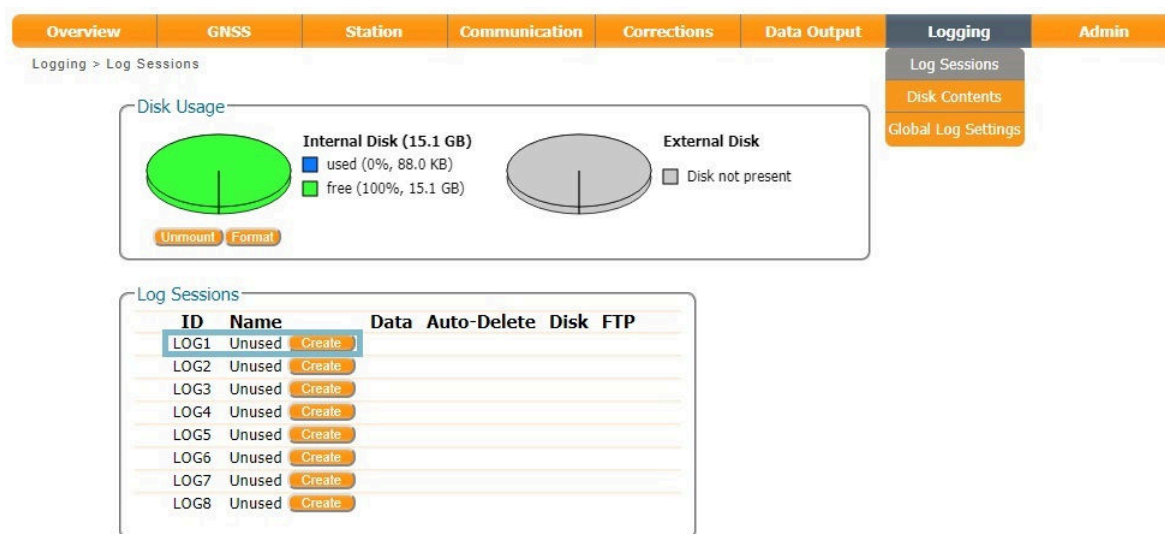 Overview GNSS Station Communication Corrections Data Output Logging Admin
Logging > Log Sessions
Log Sessions
Disk Contents
Global Log Settings
Disk Usage
Internal Disk (15.1 GB)
used (0%, 88.0 KB)
free (100%, 15.1 GB)
Unmount Format
External Disk
Disk not present
Log Sessions
ID Name Data Auto-Delete Disk FTP
LOG1 Unused Create
LOG2 Unused Create
LOG3 Unused Create
LOG4 Unused Create
LOG5 Unused Create
LOG6 Unused Create
LOG7 Unused Create
LOG8 Unused Create